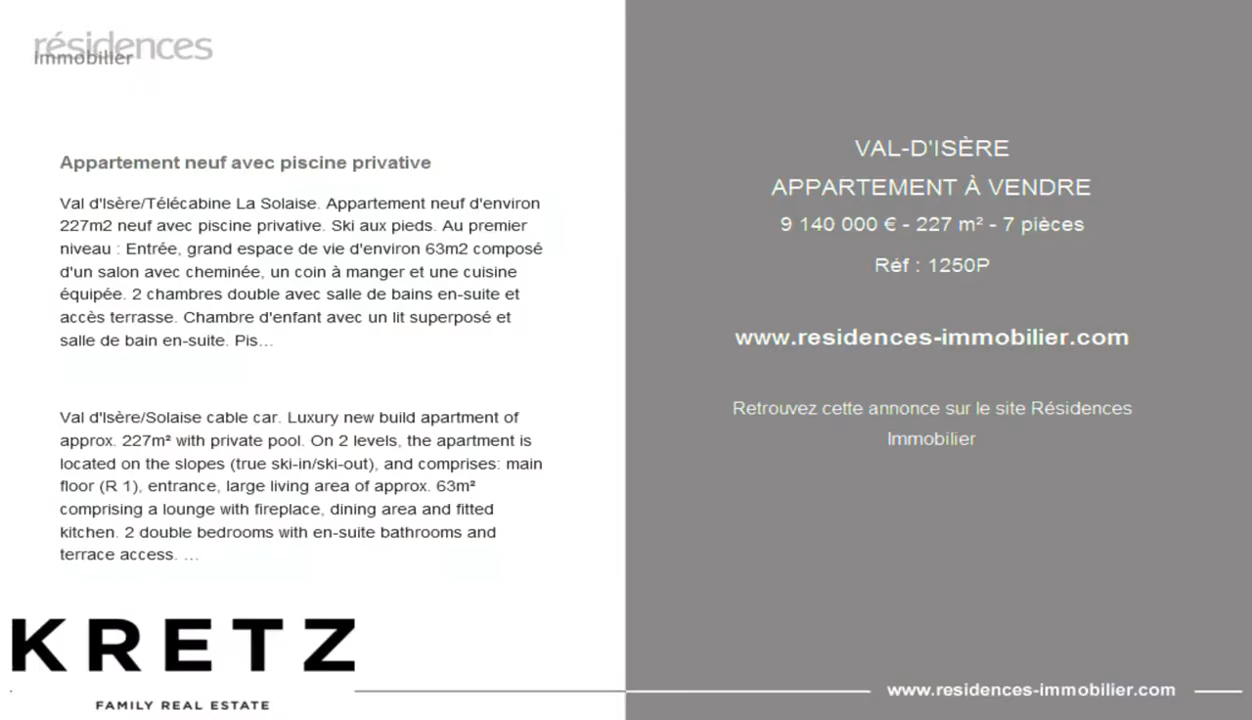 résidences
immobilier
Appartement neuf avec piscine privative
Val d'Isère/Télécabine La Solaise. Appartement neuf d'environ
227m2 neuf avec piscine privative. Ski aux pieds. Au premier
niveau : Entrée, grand espace de vie d'environ 63m2 composé
d'un salon avec cheminée, un coin à manger et une cuisine
équipée. 2 chambres double avec salle de bains en-suite et
accès terrasse. Chambre d'enfant avec un lit superposé et
salle de bain en-suite. Pis...
Val d'Isère/Solaise cable car. Luxury new build apartment of
approx. 227m² with private pool. On 2 levels, the apartment is
located on the slopes (true ski-in/ski-out), and comprises: main
floor (R 1), entrance, large living area of approx. 63m²
comprising a lounge with fireplace, dining area and fitted
kitchen. 2 double bedrooms with en-suite bathrooms and
terrace access. ...
KRETZ
FAMILY REAL ESTATE
VAL-D'ISÈRE
APPARTEMENT À VENDRE
9 140 000 € - 227 m² - 7 pièces
Réf : 1250P
www.residences-immobilier.com
Retrouvez cette annonce sur le site Résidences
Immobilier
www.residences-immobilier.com